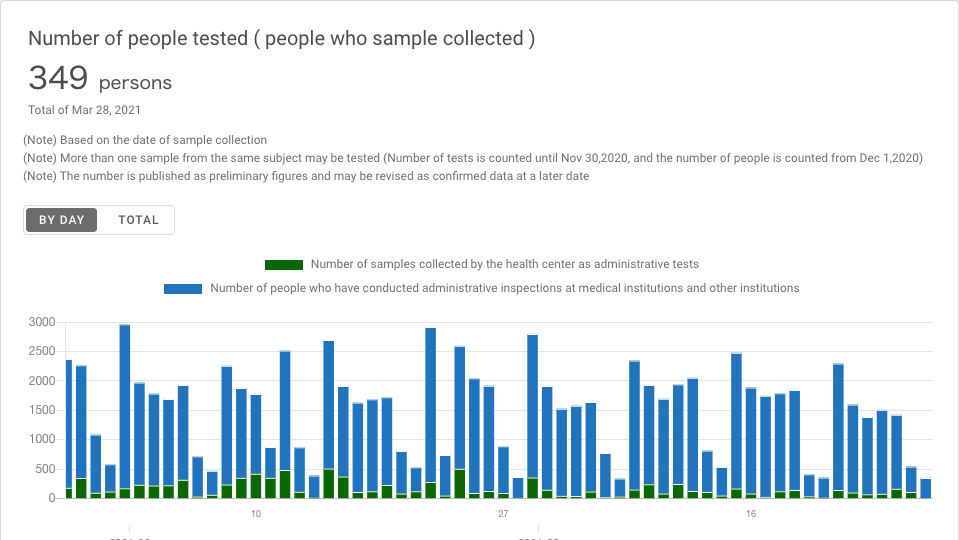 Number of people tested ( people who sample collected )
349 persons
Total of Mar 28, 2021
(Note) Based on the date of sample collection
(Note) More than one sample from the same subject may be tested (Number of tests is counted until Nov 30,2020, and the number of people is counted from Dec 1,2020)
(Note) The number is published as preliminary figures and may be revised as confirmed data at a later date
BY DAY TOTAL
Number of samples collected by the health center as administrative tests
Number of people who have conducted administrative inspections at medical institutions and other institutions
3000
2500
2000
1500
1000
500
0
10 27 16